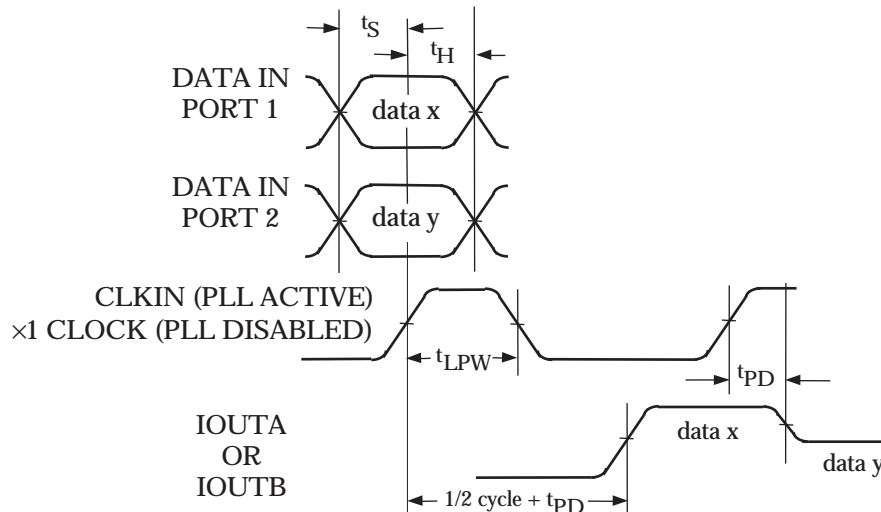 tS
tH
DATA IN
PORT 1
data x
DATA IN
PORT 2
data y
CLKIN (PLL ACTIVE)
×1 CLOCK (PLL DISABLED)
tLPW
tPD
IOUTA
OR
IOUTB
data x
data y
1/2 cycle + tPD